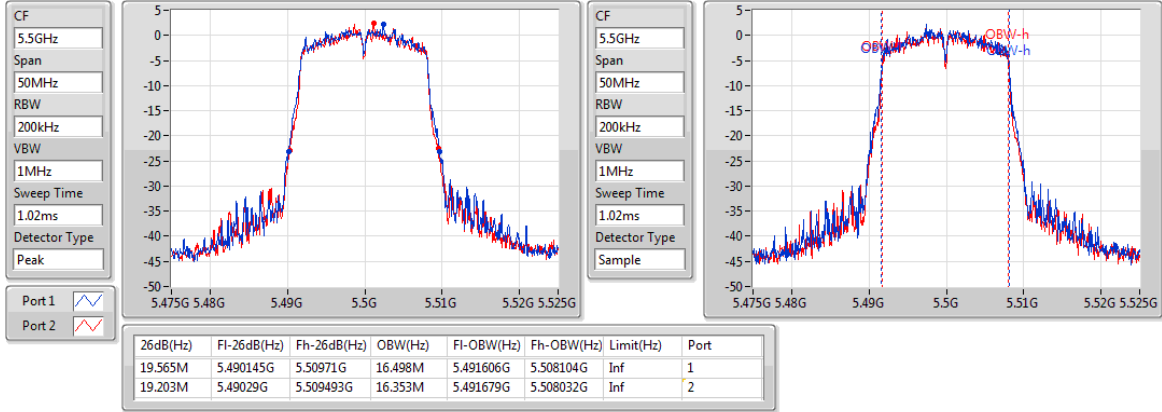 CF
5.5GHz
Span
50MHz
RBW
200kHz
VBW
1MHz
Sweep Time
1.02ms
Detector Type
Peak
Port 1
Port 2
5
0
-5
-10
-15
-20
-25
-30
-35
-40
-45
-50
5.475G 5.48G 5.49G 5.5G 5.51G 5.52G 5.525G
CF
5.5GHz
Span
50MHz
RBW
200kHz
VBW
1MHz
Sweep Time
1.02ms
Detector Type
Sample
5
0
-5
-10
-15
-20
-25
-30
-35
-40
-45
-50
OBW-h
OBW-h
5.475G 5.48G 5.49G 5.5G 5.51G 5.52G 5.525G
26dB(Hz) Fl-26dB(Hz) Fh-26dB(Hz) OBW(Hz) Fl-OBW(Hz) Fh-OBW(Hz) Limit(Hz) Port
19.565M 5.490145G 5.50971G 16.498M 5.491606G 5.508104G Inf 1
19.203M 5.49029G 5.509493G 16.353M 5.491679G 5.508032G Inf 2